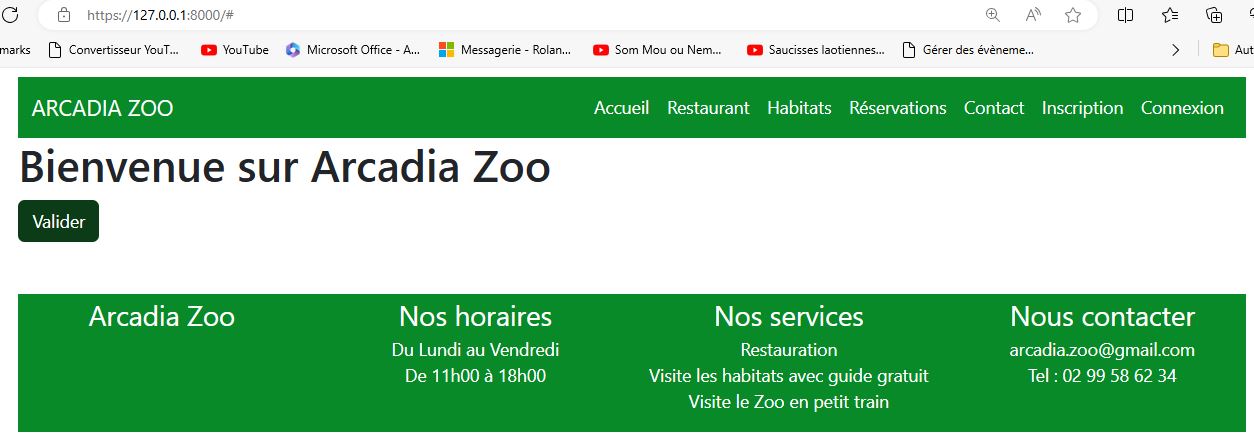 https://127.0.0.1:8000/#
marks Convertisseur YouT... YouTube Microsoft Office - A... Messagerie - Rolan... Som Mou ou Nem... Saucisses laotiennes... Gérer des évèneme... Aut
ARCADIA ZOO Accueil Restaurant Habitats Réservations Contact Inscription Connexion
Bienvenue sur Arcadia Zoo
Valider
Arcadia Zoo Nos horaires Nos services Nous contacter
Du Lundi au Vendredi Restauration arcadia.zoo@gmail.com
De 11h00 à 18h00 Visite les habitats avec guide gratuit Tel : 02 99 58 62 34
Visite le Zoo en petit train